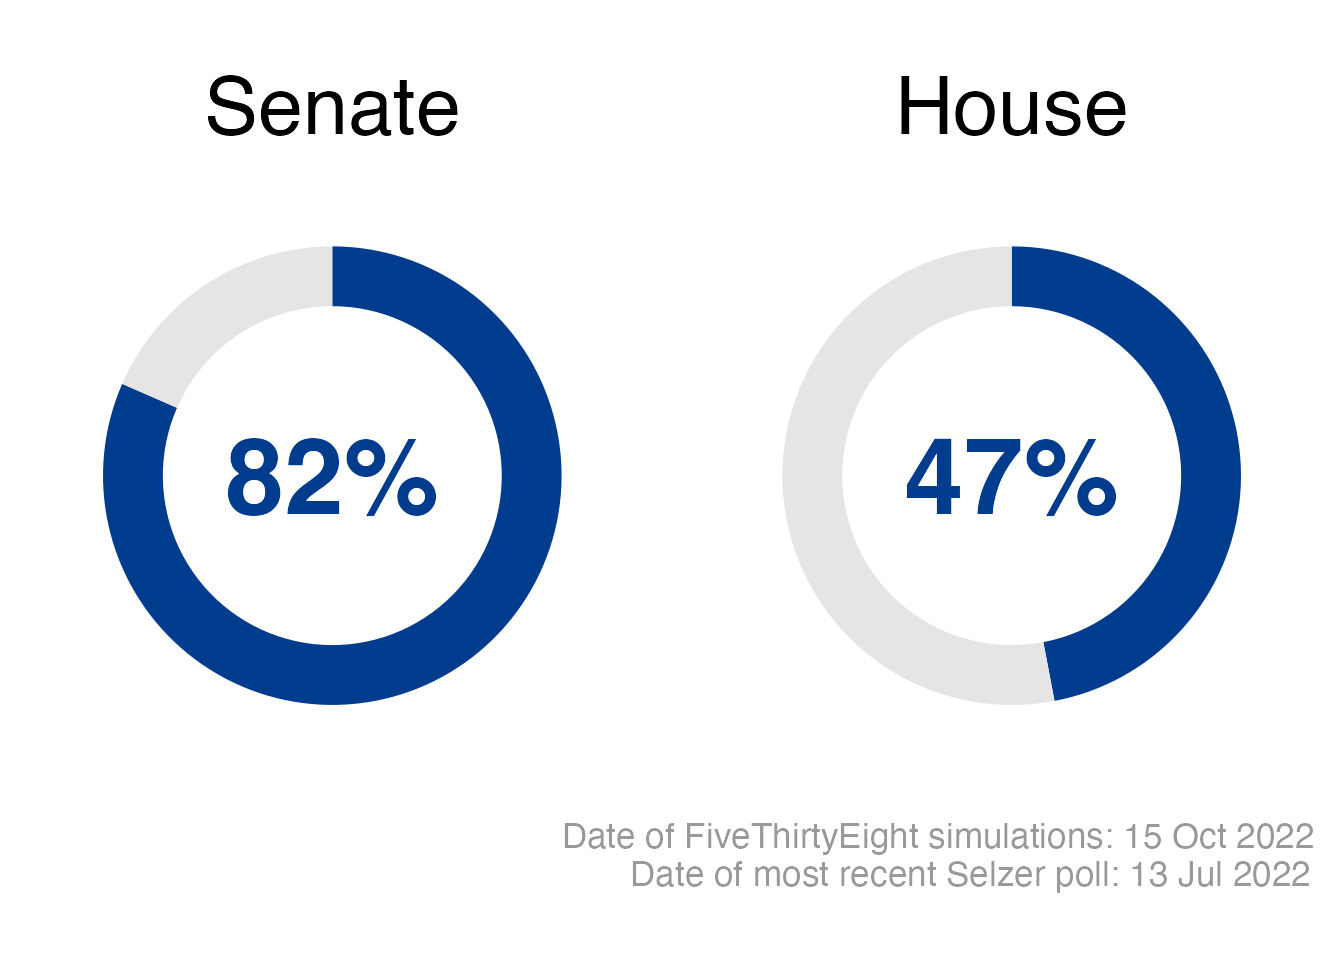 Senate
House
82%
47%
Date of FiveThirtyEight simulations: 15 Oct 2022
Date of most recent Selzer poll: 13 Jul 2022